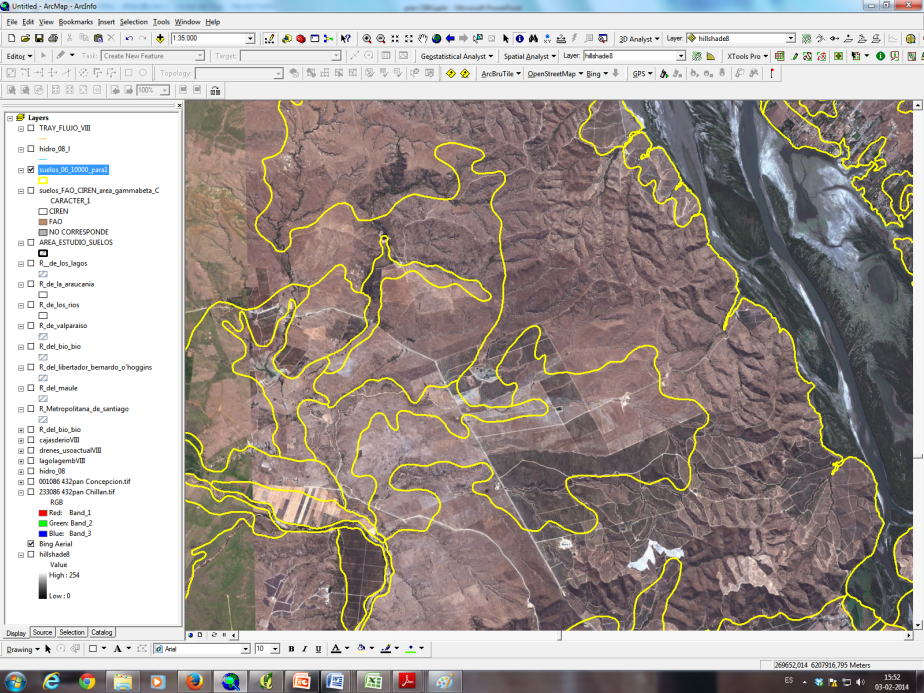 Untitled - ArcMap - ArcInfo
File Edit View Bookmarks Insert Selection Tools Window Help
1:35.000 3D Analyst Layer: hillshade8
Editor Task: Create New Feature Target: Geostatistical Analyst Spatial Analyst Layer: hillshade8 XTools Pro
Topology: ArcBruTile OpenStreetMap Bing GPS
100%
Layers
TRAY_FLUJO_VIII
hidro_08_I
suelos_06_10000_para1
suelos_FAO_CIREN_area_gammabeta_C
CARACTER_1
CIREN
FAO
NO CORRESPONDE
AREA_ESTUDIO_SUELOS
R__de_los_lagos
R_de_la_araucania
R_de_los_rios
R_de_valparaiso
R_del_bio_bio
R_del_libertador_bernardo_o'hoggins
R_del_maule
R_Metropolitana_de_santiago
R_del_bio_bio
cajasderioVIII
drenes_usoactualVIII
lagolagembVIII
hidro_08
001086 432pan Concepcion.tif
233086 432pan Chillan.tif
RGB
Red: Band_1
Green: Band_2
Blue: Band_3
Bing Aerial
hillshade8
Value
High : 254
Low : 0
Display Source Selection Catalog
Drawing Arial 10 B I U A
269652,014 6207916,795 Meters
ES 15:52
03-02-2014